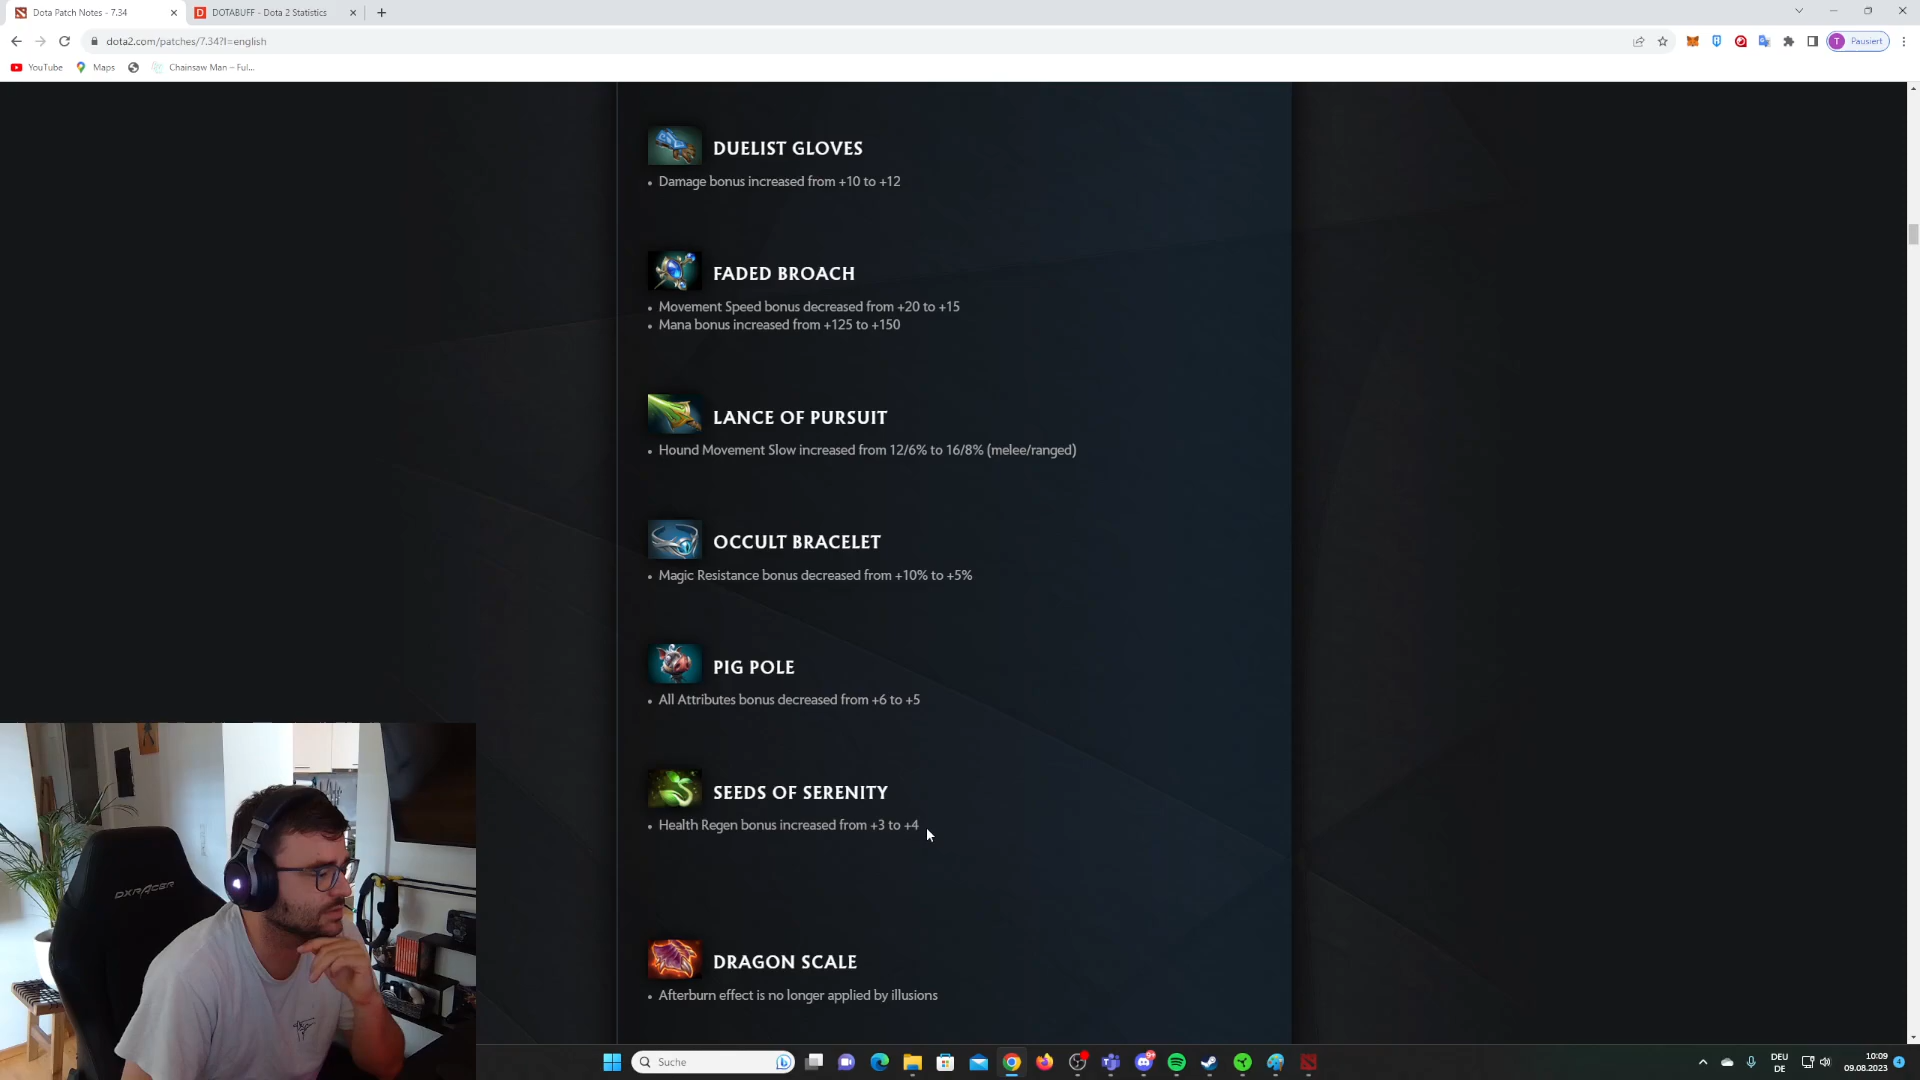 Dota Patch Notes - 7.34
DOTABUFF - Dota 2 Statistics
dota2.com/patches/7.34?l=english
T Pausiert
YouTube
Maps
Chainsaw Man – Ful...
DUELIST GLOVES
• Damage bonus increased from +10 to +12
FADED BROACH
• Movement Speed bonus decreased from +20 to +15
• Mana bonus increased from +125 to +150
LANCE OF PURSUIT
• Hound Movement Slow increased from 12/6% to 16/8% (melee/ranged)
OCCULT BRACELET
• Magic Resistance bonus decreased from +10% to +5%
PIG POLE
• All Attributes bonus decreased from +6 to +5
SEEDS OF SERENITY
• Health Regen bonus increased from +3 to +4
DRAGON SCALE
• Afterburn effect is no longer applied by illusions
DXRACER
Suche
DEU
DE
10:09
09.08.2023
4